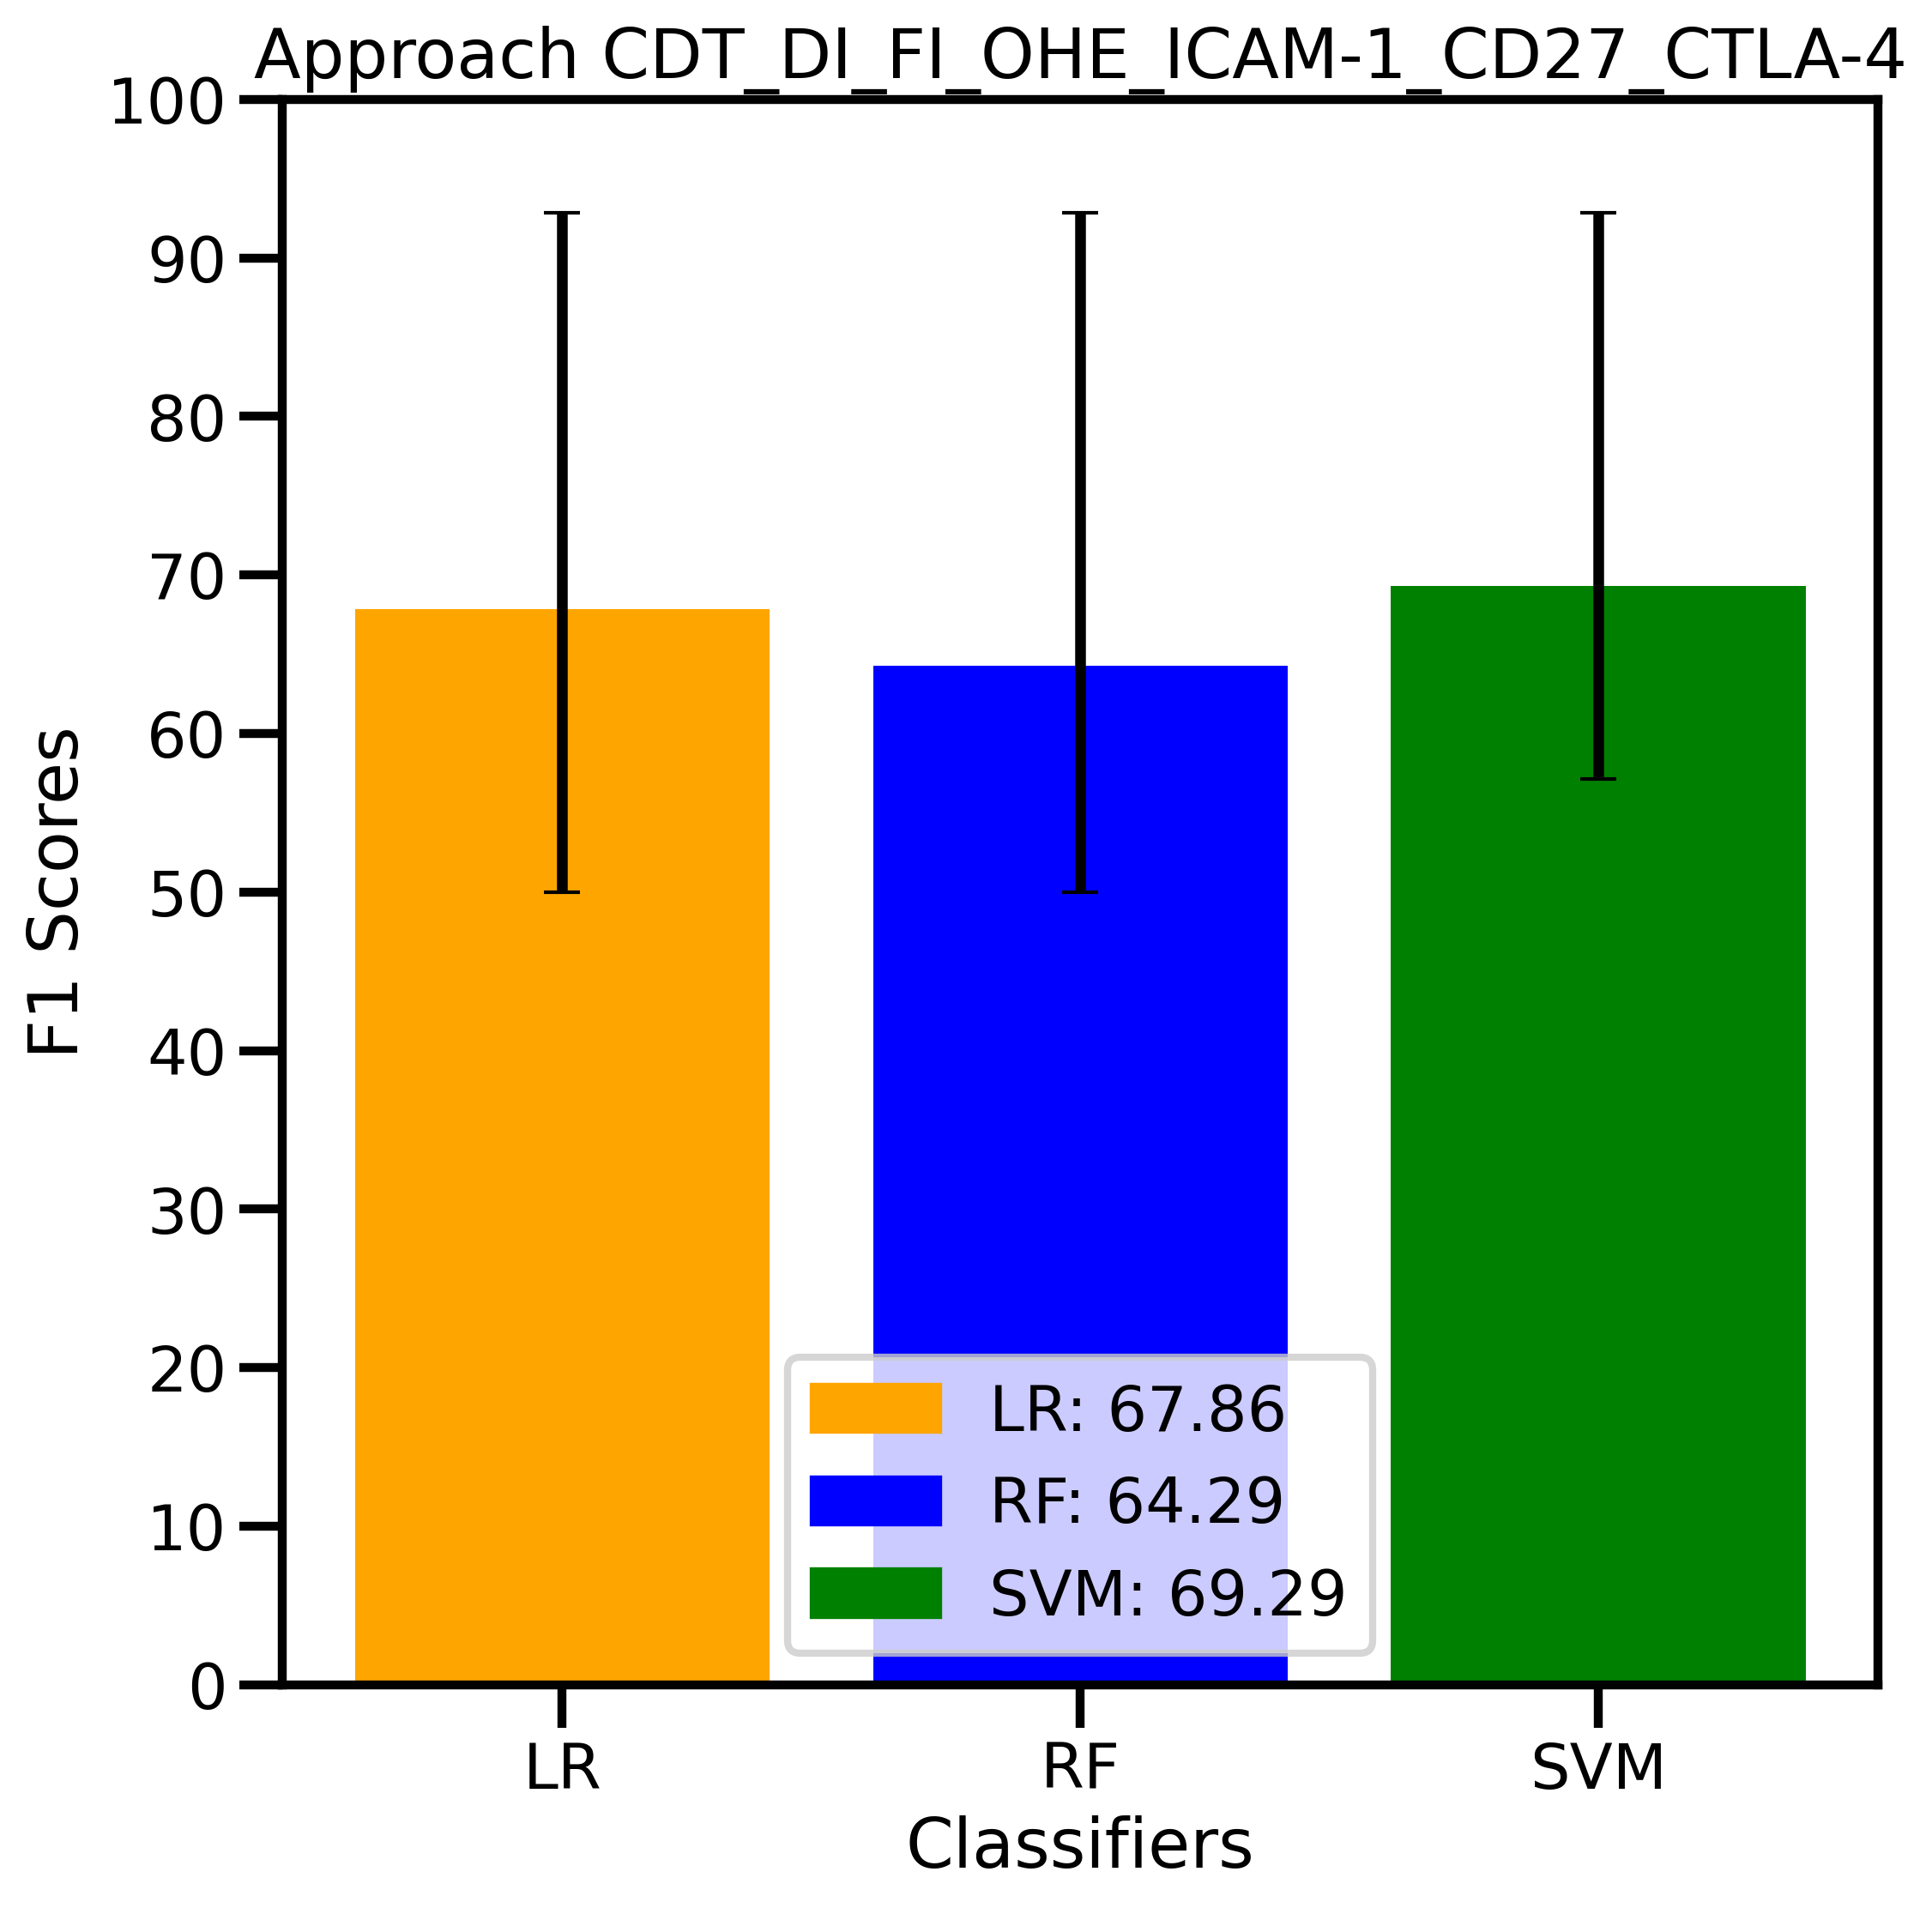 Approach CDT_DI_FI_OHE_ICAM-1_CD27_CTLA-4
100
90
80
70
60
50
40
30
20
10
0
F1 Scores
LR: 67.86
RF: 64.29
SVM: 69.29
LR
RF
SVM
Classifiers